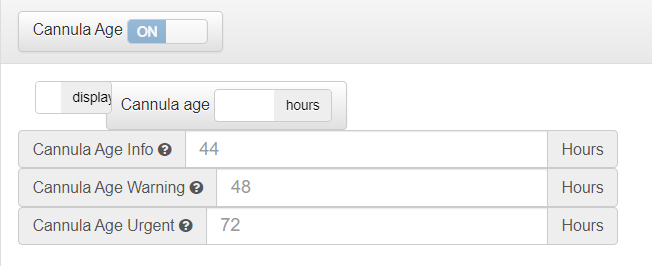 Cannula Age ON
display Cannula age hours
Cannula Age Info 44 Hours
Cannula Age Warning 48 Hours
Cannula Age Urgent 72 Hours